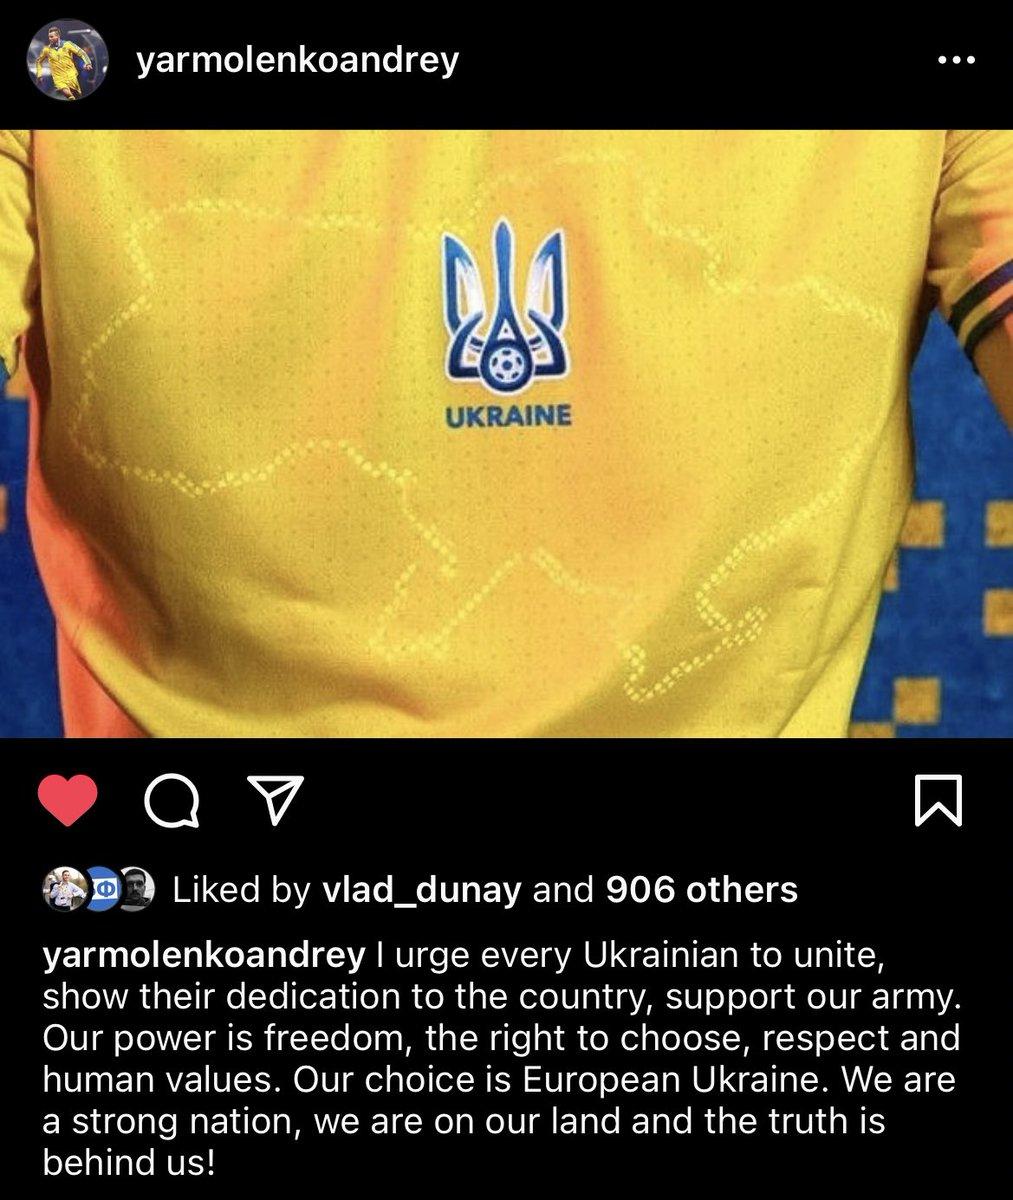 yarmolenkoandrey
UKRAINE
Ф
Liked by vlad_dunay and 906 others
yarmolenkoandrey I urge every Ukrainian to unite,
show their dedication to the country, support our army.
Our power is freedom, the right to choose, respect and
human values. Our choice is European Ukraine. We are
a strong nation, we are on our land and the truth is
behind us!